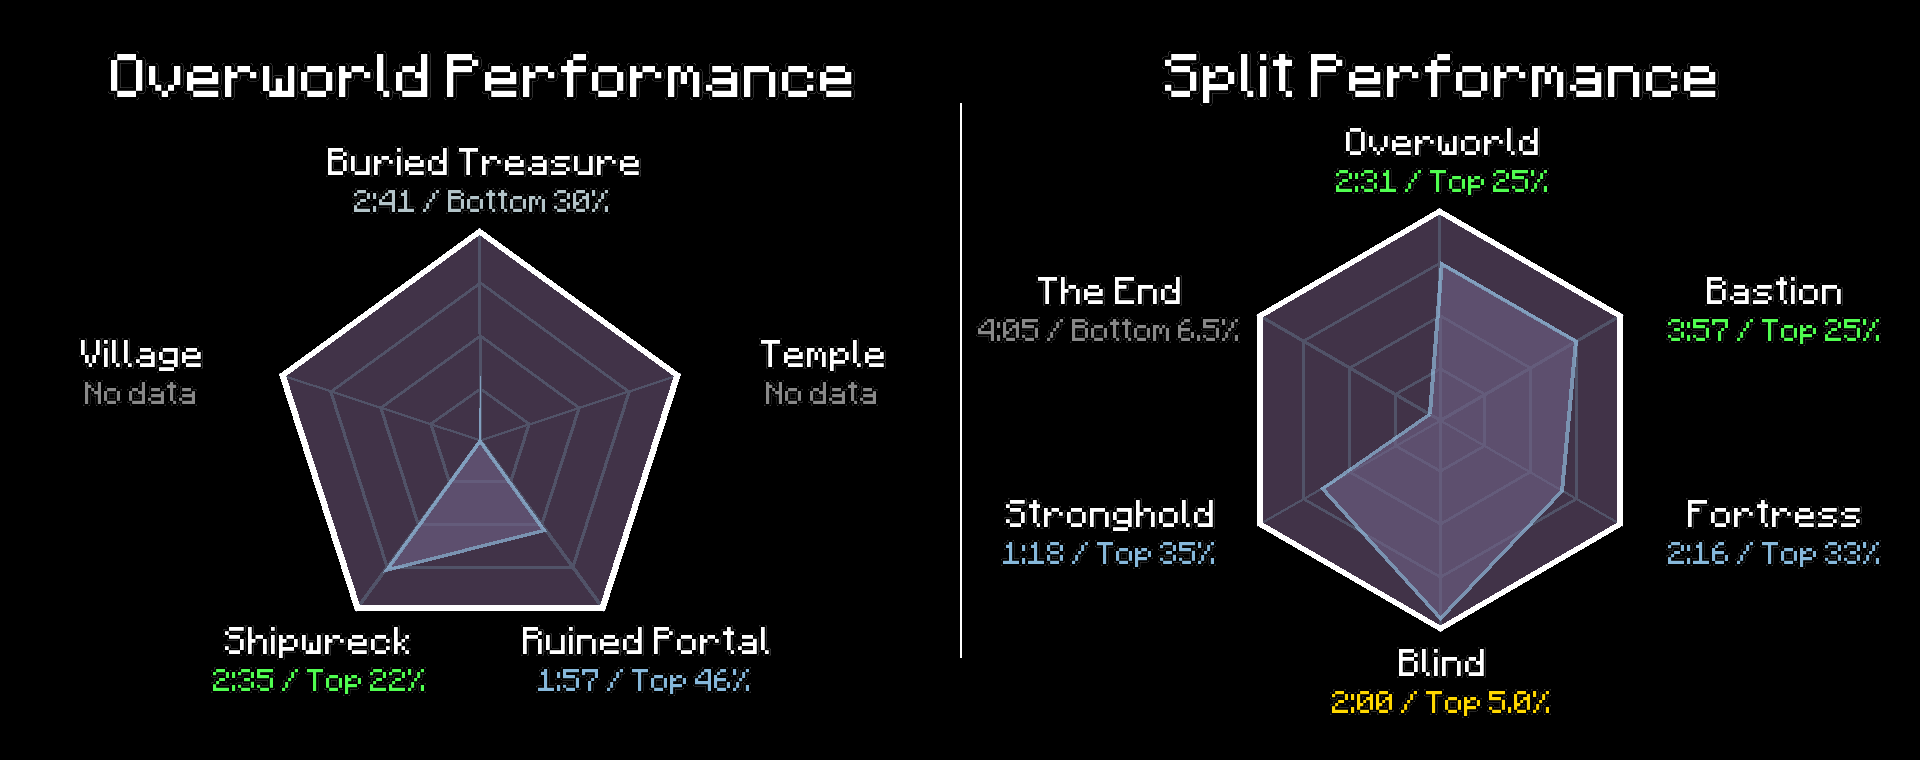 Overworld Performance
Buried Treasure
2:41 / Bottom 30%
Village
No data
Temple
No data
Shipwreck
2:35 / Top 22%
Ruined Portal
1:57 / Top 46%
Split Performance
Overworld
2:31 / Top 25%
The End
4:05 / Bottom 6.5%
Bastion
3:57 / Top 25%
Stronghold
1:18 / Top 35%
Fortress
2:16 / Top 33%
Blind
2:00 / Top 5.0%